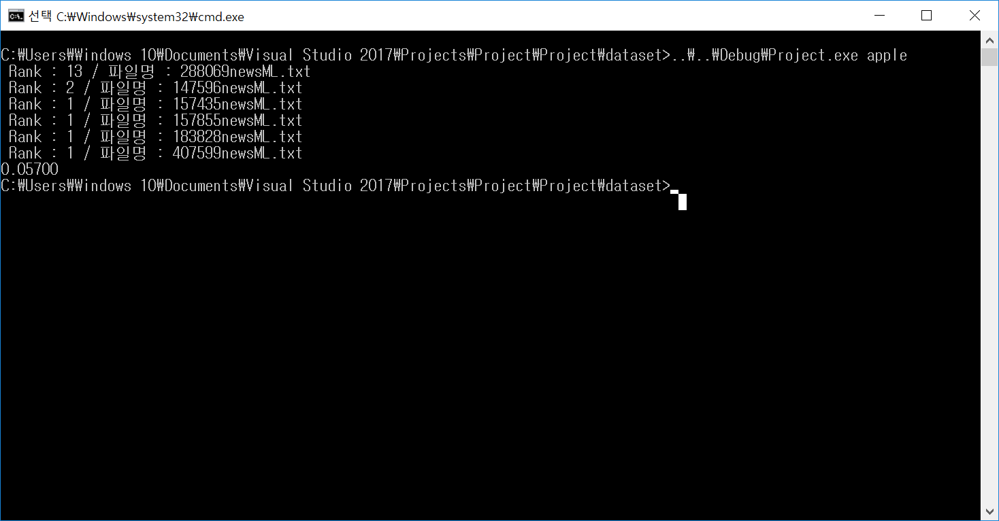 선택 C:\Windows\system32\cmd.exe
C:₩Users₩Windows 10₩Documents₩Visual Studio 2017₩Projects₩Project₩Project₩dataset>..₩..₩Debug₩Project.exe apple
Rank : 13 / 파일명 : 288069newsML.txt
Rank : 2 / 파일명 : 147596newsML.txt
Rank : 1 / 파일명 : 157435newsML.txt
Rank : 1 / 파일명 : 157855newsML.txt
Rank : 1 / 파일명 : 183828newsML.txt
Rank : 1 / 파일명 : 407599newsML.txt
0.05700
C:₩Users₩Windows 10₩Documents₩Visual Studio 2017₩Projects₩Project₩Project₩dataset>